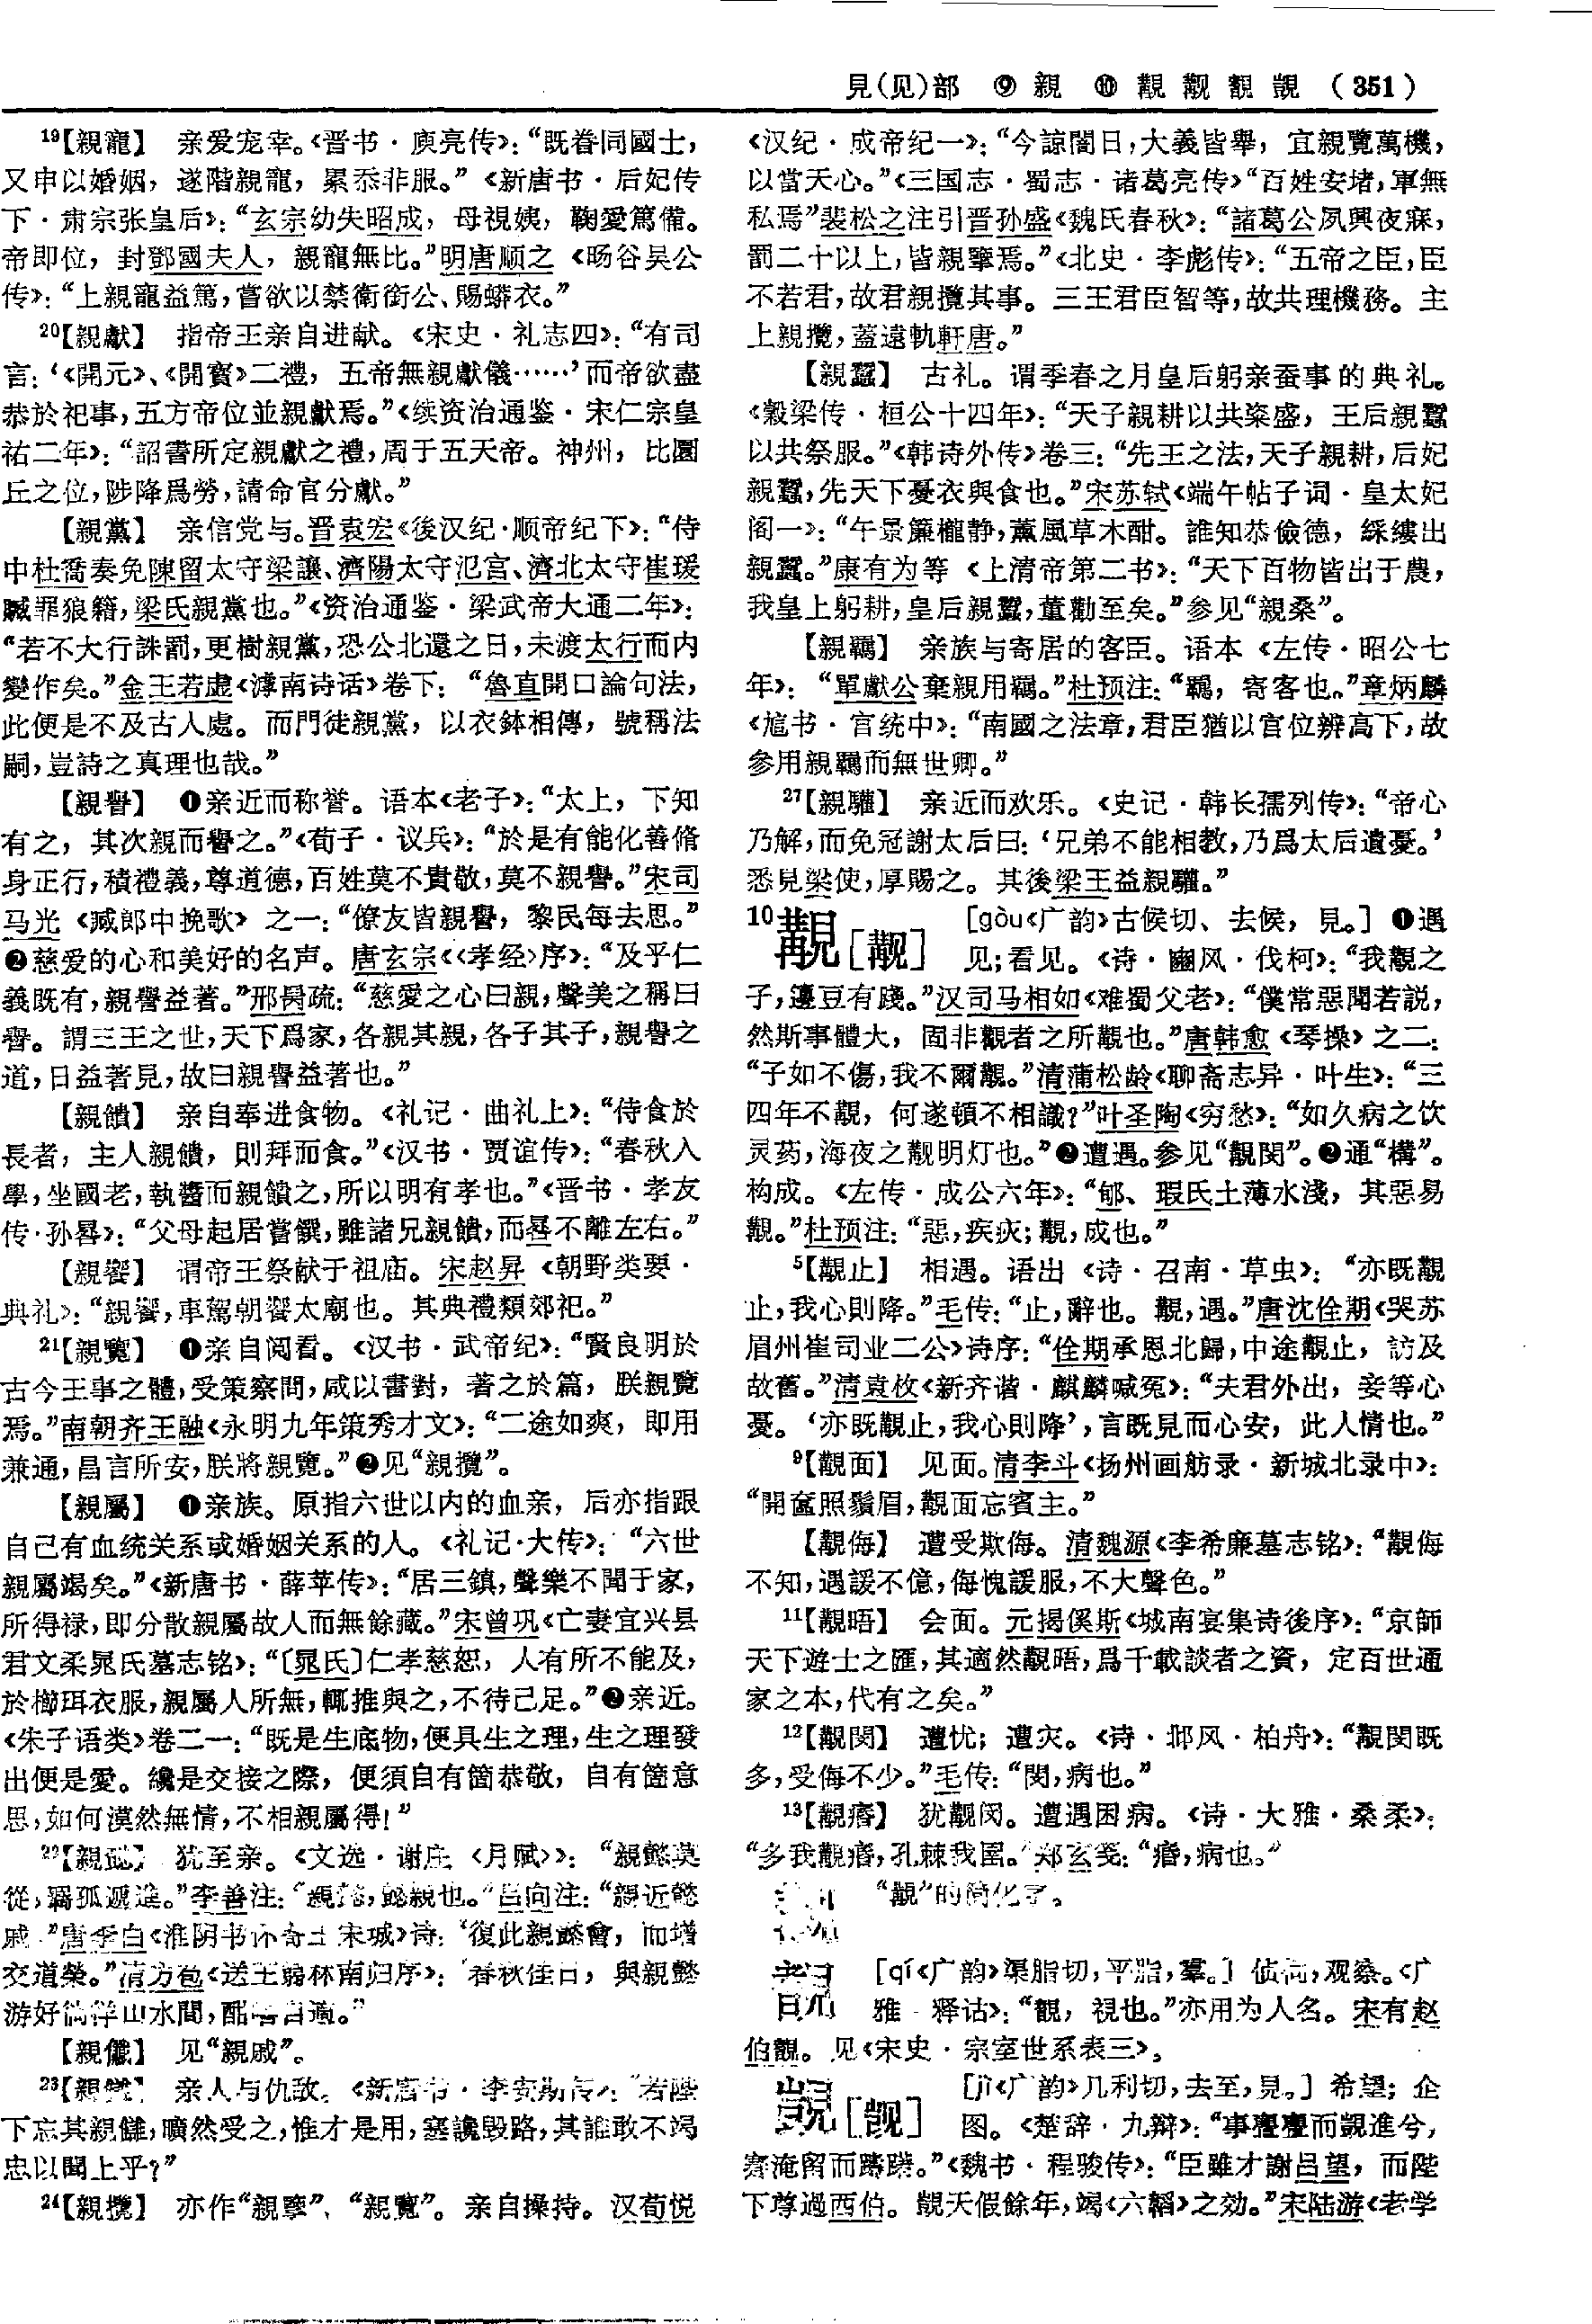 見(见)部 ⑨親 ⑩覯觏覩覬 (351)
19【親寵】 亲爱宠幸。《晋书·庾亮传》：“既眷同國士，
又申以婚姻，遂階親寵，累忝非服。”《新唐书·后妃传
下·肃宗张皇后》：“玄宗幼失昭成，母視姨，鞠愛篤備。
帝即位，封鄧國夫人，親寵無比。”明唐顺之《旸谷吴公
传》：“上親寵益篤，嘗欲以禁衛銜公、賜蟒衣。”
20【親獻】 指帝王亲自进献。《宋史·礼志四》：“有司
言：‘《開元》、《開寶》二禮，五帝無親獻儀……’而帝欲盡
恭於祀事，五方帝位並親獻焉。”《续资治通鉴·宋仁宗皇
祐二年》：“詔書所定親獻之禮，周于五天帝。神州，比圜
丘之位，陟降爲勞，請命官分獻。”
【親黨】 亲信党与。晋袁宏《後汉纪·顺帝纪下》：“侍
中杜喬奏免陳留太守梁讓、濟陽太守氾宫、濟北太守崔瑗
贓罪狼籍，梁氏親黨也。”《资治通鉴·梁武帝大通二年》：
“若不大行誅罰，更樹親黨，恐公北還之日，未渡太行而内
變作矣。”金王若虚《滹南诗话》卷下：“魯直開口論句法，
此便是不及古人處。而門徒親黨，以衣鉢相傳，號稱法
嗣，豈詩之真理也哉。”
【親譽】 ❶亲近而称誉。语本《老子》：“太上，下知
有之，其次親而譽之。”《荀子·议兵》：“於是有能化善脩
身正行，積禮義，尊道德，百姓莫不貴敬，莫不親譽。”宋司
马光《臧郎中挽歌》之一：“僚友皆親譽，黎民每去思。”
❷慈爱的心和美好的名声。唐玄宗《〈孝经〉序》：“及乎仁
義既有，親譽益著。”邢昺疏：“慈愛之心曰親，聲美之稱曰
譽。謂三王之世，天下爲家，各親其親，各子其子，親譽之
道，日益著見，故曰親譽益著也。”
【親饋】 亲自奉进食物。《礼记·曲礼上》：“侍食於
長者，主人親饋，則拜而食。”《汉书·贾谊传》：“春秋入
學，坐國老，執醬而親饋之，所以明有孝也。”《晋书·孝友
传·孙晷》：“父母起居嘗饌，雖諸兄親饋，而晷不離左右。”
【親饗】 谓帝王祭献于祖庙。宋赵昇《朝野类要·
典礼》：“親饗，車駕朝饗太廟也。其典禮類郊祀。”
21【親覽】 ❶亲自阅看。《汉书·武帝纪》：“賢良明於
古今王事之體，受策察問，咸以書對，著之於篇，朕親覽
焉。”南朝齐王融《永明九年策秀才文》：“二途如爽，即用
兼通，昌言所安，朕將親覽。”❷见“親攬”。
【親屬】 ❶亲族。原指六世以内的血亲，后亦指跟
自己有血统关系或婚姻关系的人。《礼记·大传》：“六世
親屬竭矣。”《新唐书·薛苹传》：“居三鎮，聲樂不聞于家，
所得禄，即分散親屬故人而無餘藏。”宋曾巩《亡妻宜兴县
君文柔晁氏墓志铭》：“〔晁氏〕仁孝慈恕，人有所不能及，
於櫛珥衣服，親屬人所無，輒推與之，不待己足。”❷亲近。
《朱子语类》卷二一：“既是生底物，便具生之理，生之理發
出便是愛。纔是交接之際，便須自有箇恭敬，自有箇意
思，如何漠然無情，不相親屬得！”
22【親懿】 犹至亲。《文选·谢庄〈月赋〉》：“親懿莫
從，羇孤遞進。”李善注：“親懿，懿親也。”吕向注：“親近懿
戚。”唐李白《淮阴书怀寄王宋城》诗：“復此親懿會，而增
交道榮。”清方苞《送王篛林南归序》：“春秋佳日，與親懿
游好徜徉山水間，酣嬉自適。”
【親儭】 见“親戚”。
23【親讎】 亲人与仇敌。《新唐书·李安期传》：“若陛
下忘其親讎，曠然受之，惟才是用，塞讒毁路，其誰敢不竭
忠以聞上乎？”
24【親攬】 亦作“親擥”、“親覽”。亲自操持。汉荀悦
《汉纪·成帝纪一》：“今諒闇日，大義皆舉，宜親覽萬機，
以當天心。”《三国志·蜀志·诸葛亮传》“百姓安堵，軍無
私焉”裴松之注引晋孙盛《魏氏春秋》：“諸葛公夙興夜寐，
罰二十以上，皆親擥焉。”《北史·李彪传》：“五帝之臣，臣
不若君，故君親攬其事。三王君臣智等，故共理機務。主
上親攬，蓋遠軌軒唐。”
【親蠶】 古礼。谓季春之月皇后躬亲蚕事的典礼。
《穀梁传·桓公十四年》：“天子親耕以共粢盛，王后親蠶
以共祭服。”《韩诗外传》卷三：“先王之法，天子親耕，后妃
親蠶，先天下憂衣與食也。”宋苏轼《端午帖子词·皇太妃
阁一》：“午景簾櫳静，薰風草木酣。誰知恭儉德，綵縷出
親蠶。”康有为等《上清帝第二书》：“天下百物皆出于農，
我皇上躬耕，皇后親蠶，董勸至矣。”参见“親桑”。
【親羈】 亲族与寄居的客臣。语本《左传·昭公七
年》：“單獻公棄親用羈。”杜预注：“羈，寄客也。”章炳麟
《訄书·官统中》：“南國之法章，君臣猶以官位辨高下，故
參用親羈而無世卿。”
27【親驩】 亲近而欢乐。《史记·韩长孺列传》：“帝心
乃解，而免冠謝太后曰：‘兄弟不能相教，乃爲太后遺憂。’
悉見梁使，厚賜之。其後梁王益親驩。”
10覯［觏］ ［gòu《广韵》古候切、去候，見。］ ❶遇
见；看见。《诗·豳风·伐柯》：“我覯之
子，籩豆有踐。”汉司马相如《难蜀父老》：“僕常惡聞若説，
然斯事體大，固非觀者之所覯也。”唐韩愈《琴操》之二：
“子如不傷，我不爾覯。”清蒲松龄《聊斋志异·叶生》：“三
四年不覯，何遂頓不相識？”叶圣陶《穷愁》：“如久病之饮
灵药，海夜之觏明灯也。”❷遭遇。参见“覯閔”。❷通“構”。
构成。《左传·成公六年》：“郇、瑕氏土薄水淺，其惡易
覯。”杜预注：“惡，疾疢；覯，成也。”
5【覯止】 相遇。语出《诗·召南·草虫》：“亦既覯
止，我心則降。”毛传：“止，辭也。覯，遇。”唐沈佺期《哭苏
眉州崔司业二公》诗序：“佺期承恩北歸，中途覯止，訪及
故舊。”清袁枚《新齐谐·麒麟喊冤》：“夫君外出，妾等心
憂。‘亦既覯止，我心則降’，言既見而心安，此人情也。”
9【覯面】 见面。清李斗《扬州画舫录·新城北录中》：
“開奩照鬚眉，覯面忘賓主。”
【覯侮】 遭受欺侮。清魏源《李希廉墓志铭》：“覯侮
不知，遇諼不億，侮愧諼服，不大聲色。”
11【覯晤】 会面。元揭傒斯《城南宴集诗後序》：“京師
天下遊士之匯，其適然覯晤，爲千載談者之資，定百世通
家之本，代有之矣。”
12【覯閔】 遭忧；遭灾。《诗·邶风·柏舟》：“覯閔既
多，受侮不少。”毛传：“閔，病也。”
13【覯痻】 犹觏闵。遭遇困病。《诗·大雅·桑柔》：
“多我覯痻，孔棘我圉。”郑玄笺：“痻，病也。”
“覯”的简化字。
［qí《广韵》渠脂切，平脂，羣。］ 侦伺，观察。《广
雅·释诂》：“覩，視也。”亦用为人名。宋有赵
伯覩。见《宋史·宗室世系表三》。
覬［觊］ ［jì《广韵》几利切，去至，見。］ 希望；企
图。《楚辞·九辯》：“事亹亹而覬進兮，
蹇淹留而躊躇。”《魏书·程骏传》：“臣雖才謝吕望，而陛
下尊過西伯。覬天假餘年，竭《六韜》之効。”宋陆游《老学